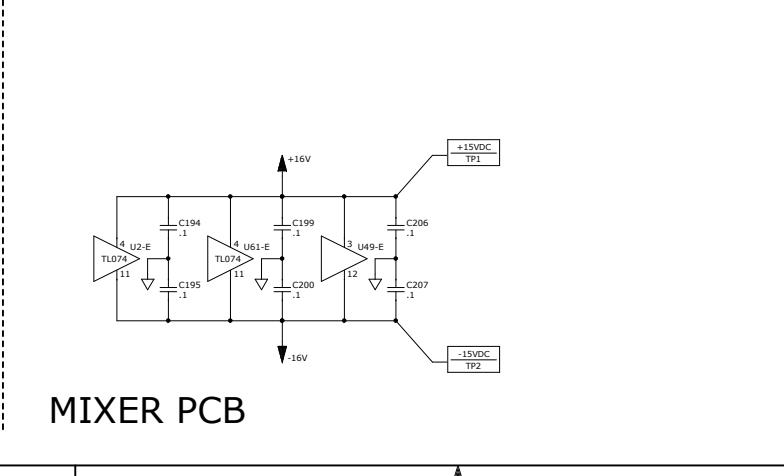 +15VDC
TP1
+16V
C194
.1
C199
.1
C206
.1
4
U2-E
TL074
11
4
U61-E
TL074
11
3
U49-E
12
C195
.1
C200
.1
C207
.1
-16V
-15VDC
TP2
MIXER PCB